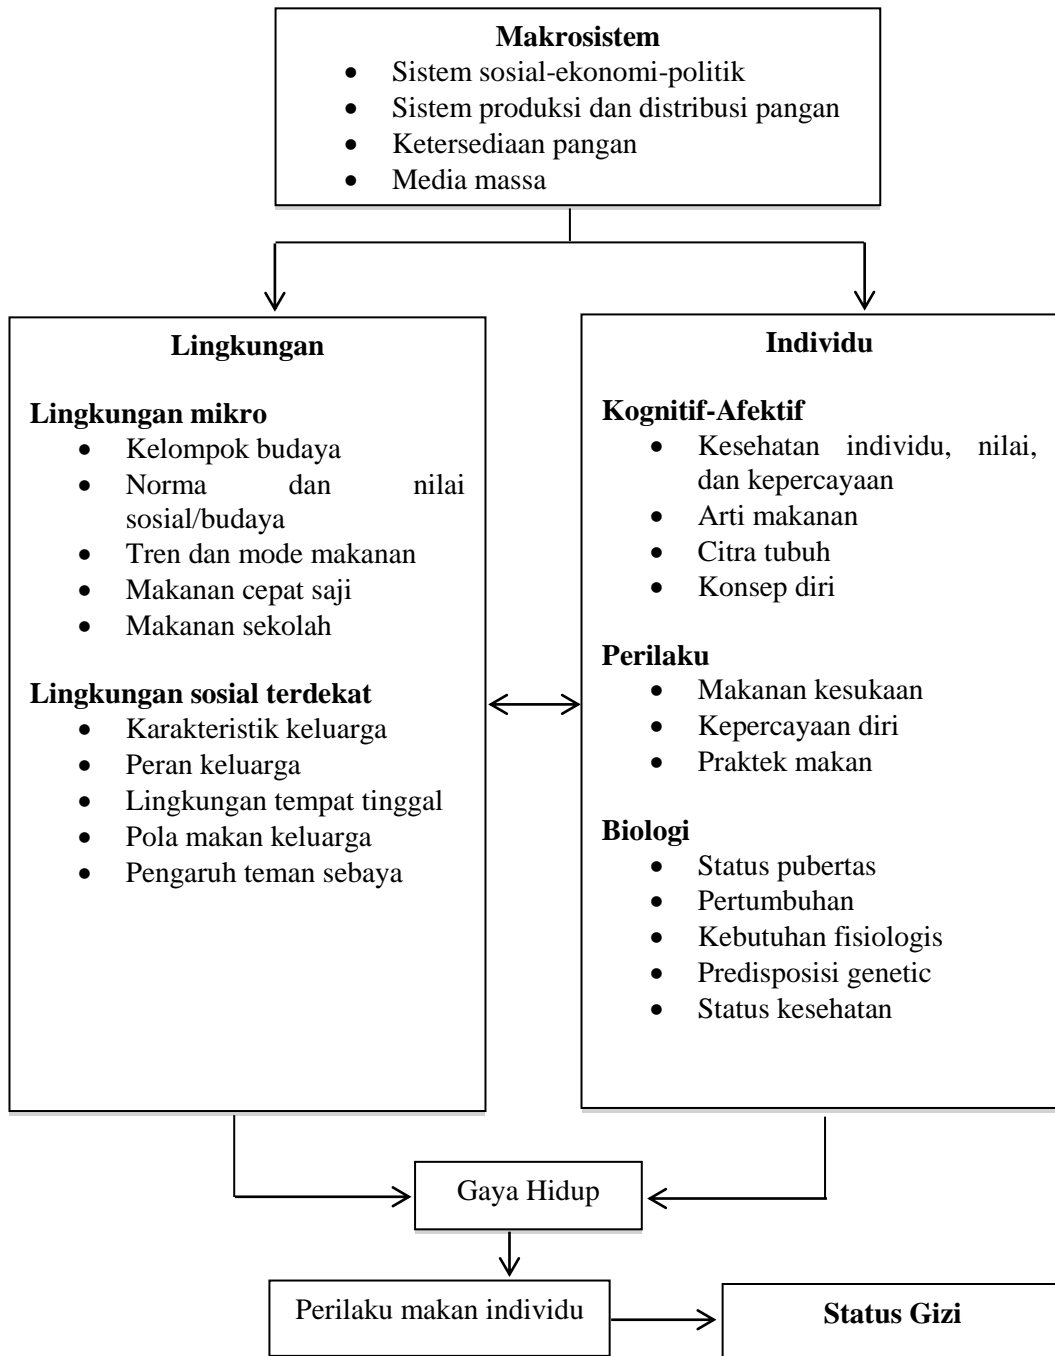 Makrosistem
• Sistem sosial-ekonomi-politik
• Sistem produksi dan distribusi pangan
• Ketersediaan pangan
• Media massa
Lingkungan
Lingkungan mikro
• Kelompok budaya
• Norma dan nilai
sosial/budaya
• Tren dan mode makanan
• Makanan cepat saji
• Makanan sekolah
Lingkungan sosial terdekat
• Karakteristik keluarga
• Peran keluarga
• Lingkungan tempat tinggal
• Pola makan keluarga
• Pengaruh teman sebaya
Individu
Kognitif-Afektif
• Kesehatan individu, nilai,
dan kepercayaan
• Arti makanan
• Citra tubuh
• Konsep diri
Perilaku
• Makanan kesukaan
• Kepercayaan diri
• Praktek makan
Biologi
• Status pubertas
• Pertumbuhan
• Kebutuhan fisiologis
• Predisposisi genetic
• Status kesehatan
Gaya Hidup
Perilaku makan individu
Status Gizi